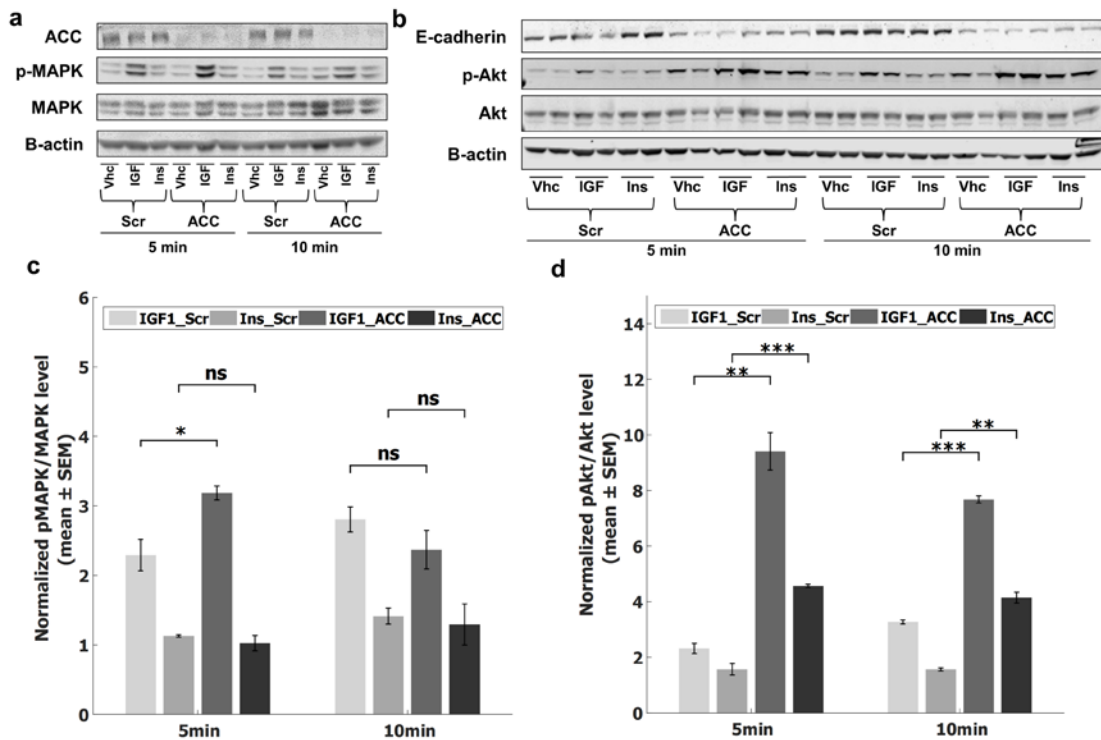 a
ACC
p-MAPK
MAPK
B-actin
Vhc IGF Ins Vhc IGF Ins Vhc IGF Ins Vhc IGF Ins
Scr ACC Scr ACC
5 min 10 min
b
E-cadherin
p-Akt
Akt
B-actin
Vhc IGF Ins Vhc IGF Ins Vhc IGF Ins Vhc IGF Ins
Scr ACC Scr ACC
5 min 10 min
c
Normalized pMAPK/MAPK level
(mean ± SEM)
6
5
4
3
2
1
0
IGF1_Scr Ins_Scr IGF1_ACC Ins_ACC
ns
*
ns
ns
5min 10min
d
Normalized pAkt/Akt level
(mean ± SEM)
14
12
10
8
6
4
2
0
IGF1_Scr Ins_Scr IGF1_ACC Ins_ACC
***
**
**
***
5min 10min